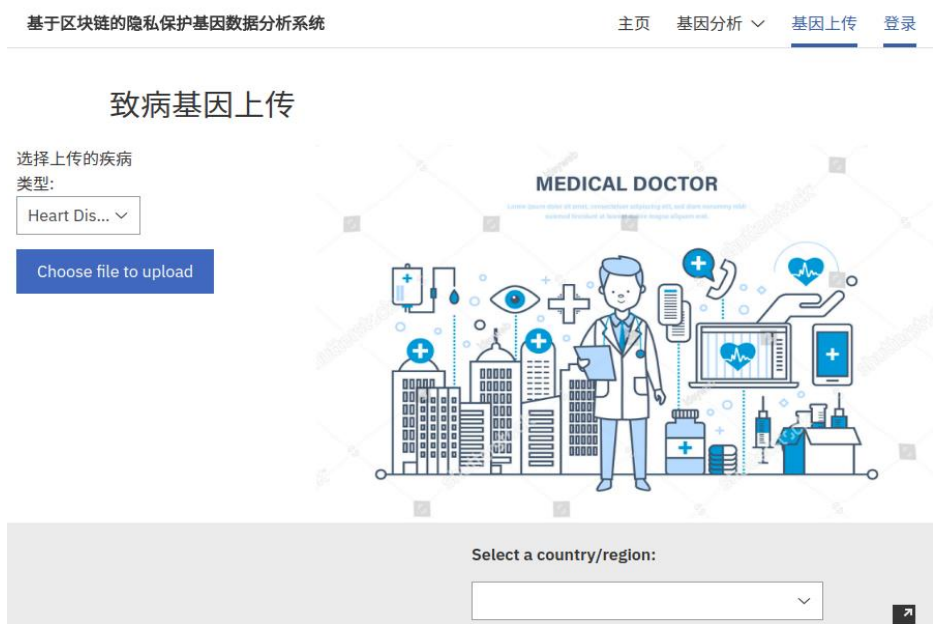 基于区块链的隐私保护基因数据分析系统
主页 基因分析 基因上传 登录
致病基因上传
选择上传的疾病
类型:
Heart Dis...
Choose file to upload
MEDICAL DOCTOR
Select a country/region: